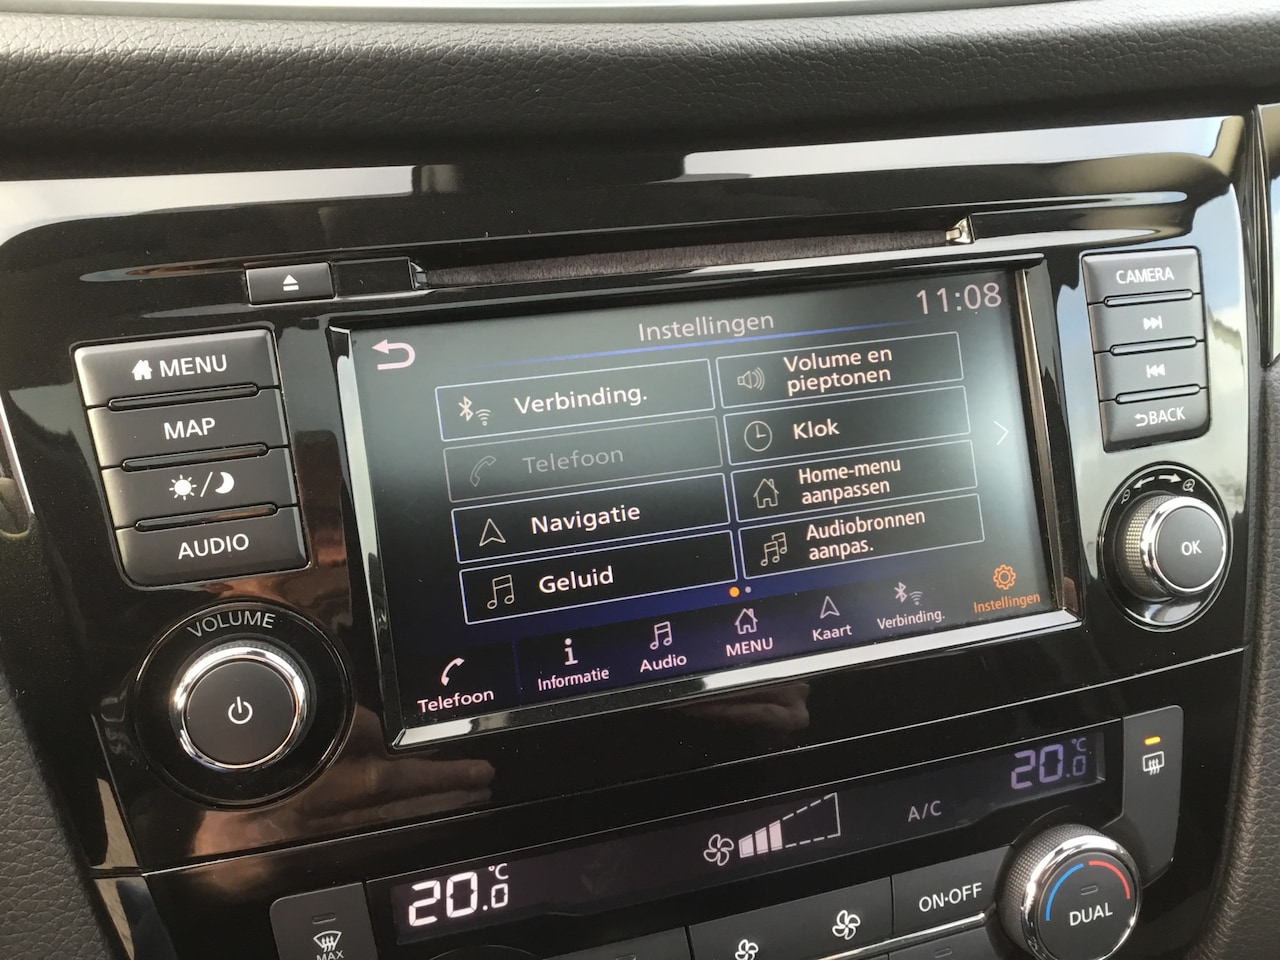 CAMERA
MENU
MAP
AUDIO
VOLUME
BACK
OK
Instellingen
11:08
Verbinding.
Telefoon
Navigatie
Geluid
Volume en
pieptonen
Klok
Home-menu
aanpassen
Audiobronnen
aanpas.
Telefoon
Informatie
Audio
MENU
Kaart
Verbinding.
Instellingen
20.0 °C
A/C
20.0 °C
MAX
ON·OFF
DUAL